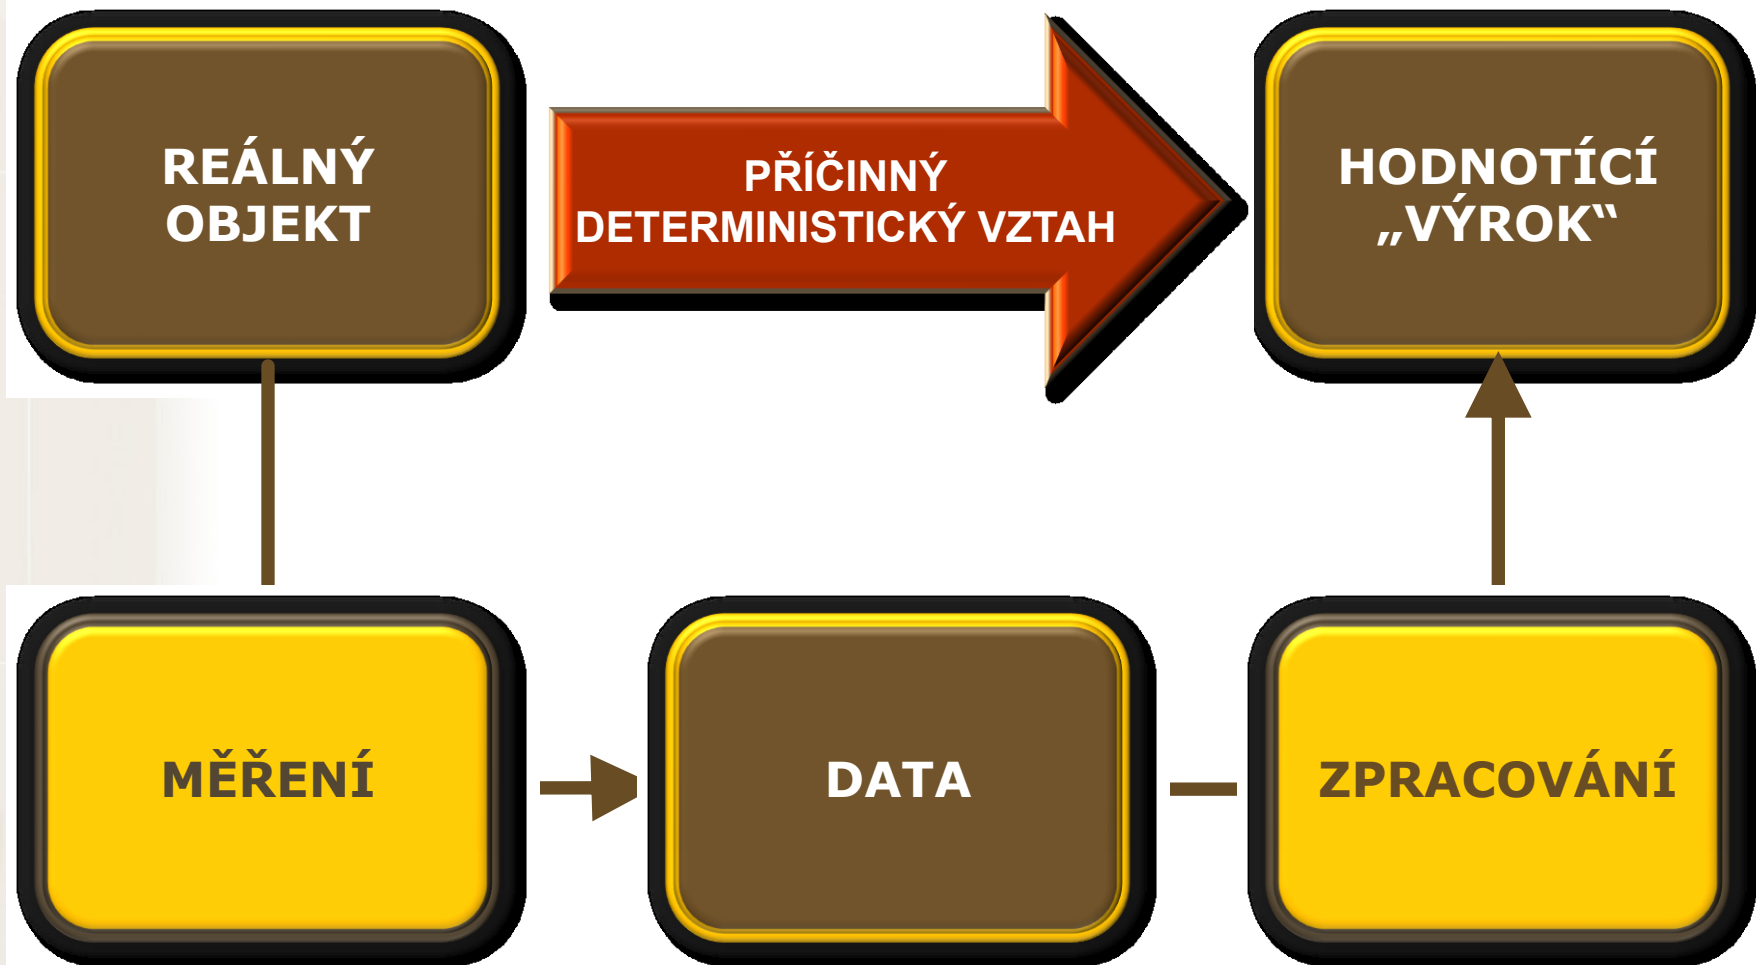 REÁLNÝ
OBJEKT
PŘÍČINNÝ
DETERMINISTICKÝ VZTAH
HODNOTÍCÍ
„VÝROK“
MĚŘENÍ
DATA
ZPRACOVÁNÍ